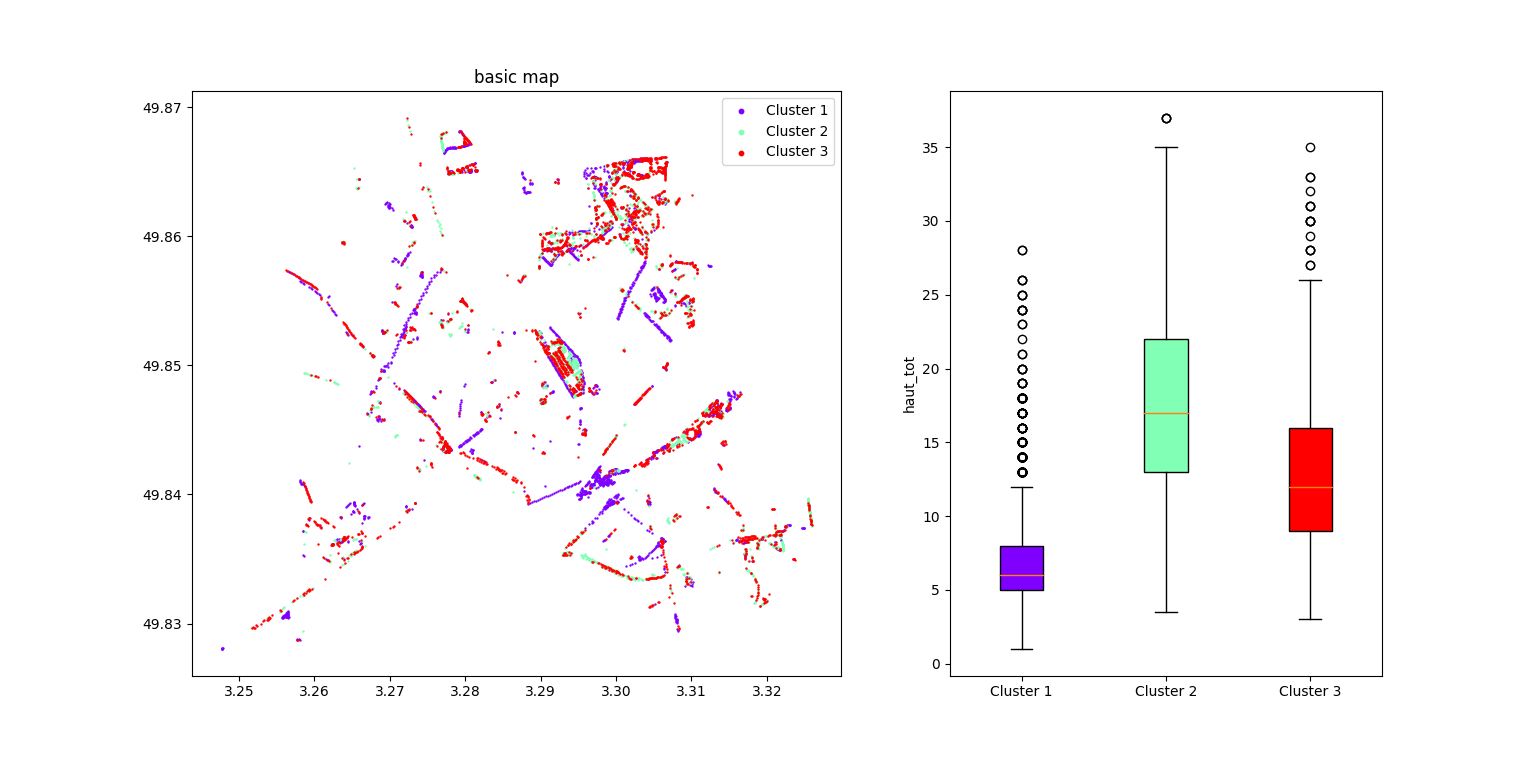 basic map
Cluster 1
Cluster 2
Cluster 3
49.87
49.86
49.85
49.84
49.83
3.25 3.26 3.27 3.28 3.29 3.30 3.31 3.32
haut_tot
35
30
25
20
15
10
5
0
Cluster 1 Cluster 2 Cluster 3